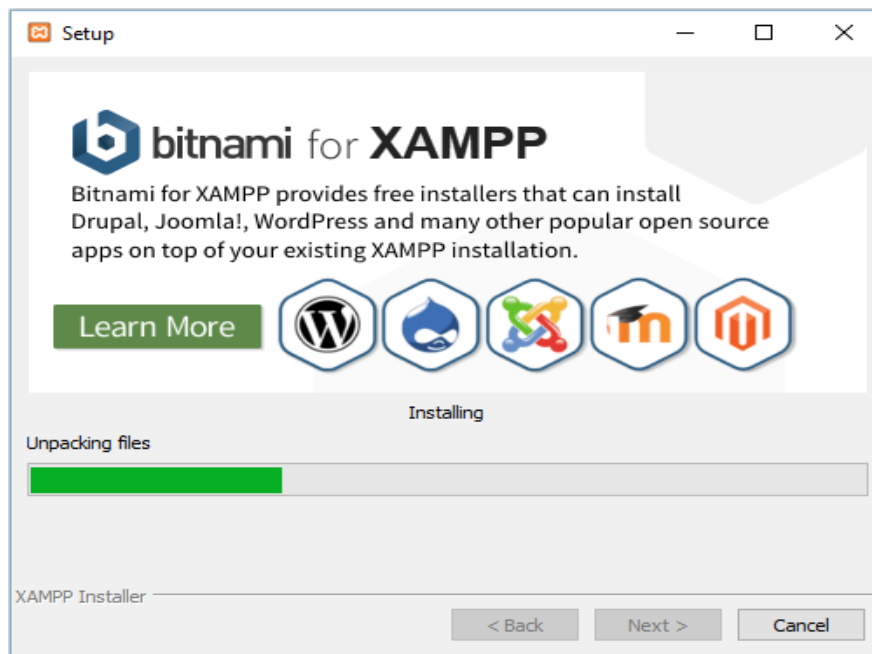 Setup
bitnami for XAMPP
Bitnami for XAMPP provides free installers that can install
Drupal, Joomla!, WordPress and many other popular open source
apps on top of your existing XAMPP installation.
Learn More
Installing
Unpacking files
XAMPP Installer
< Back Next > Cancel